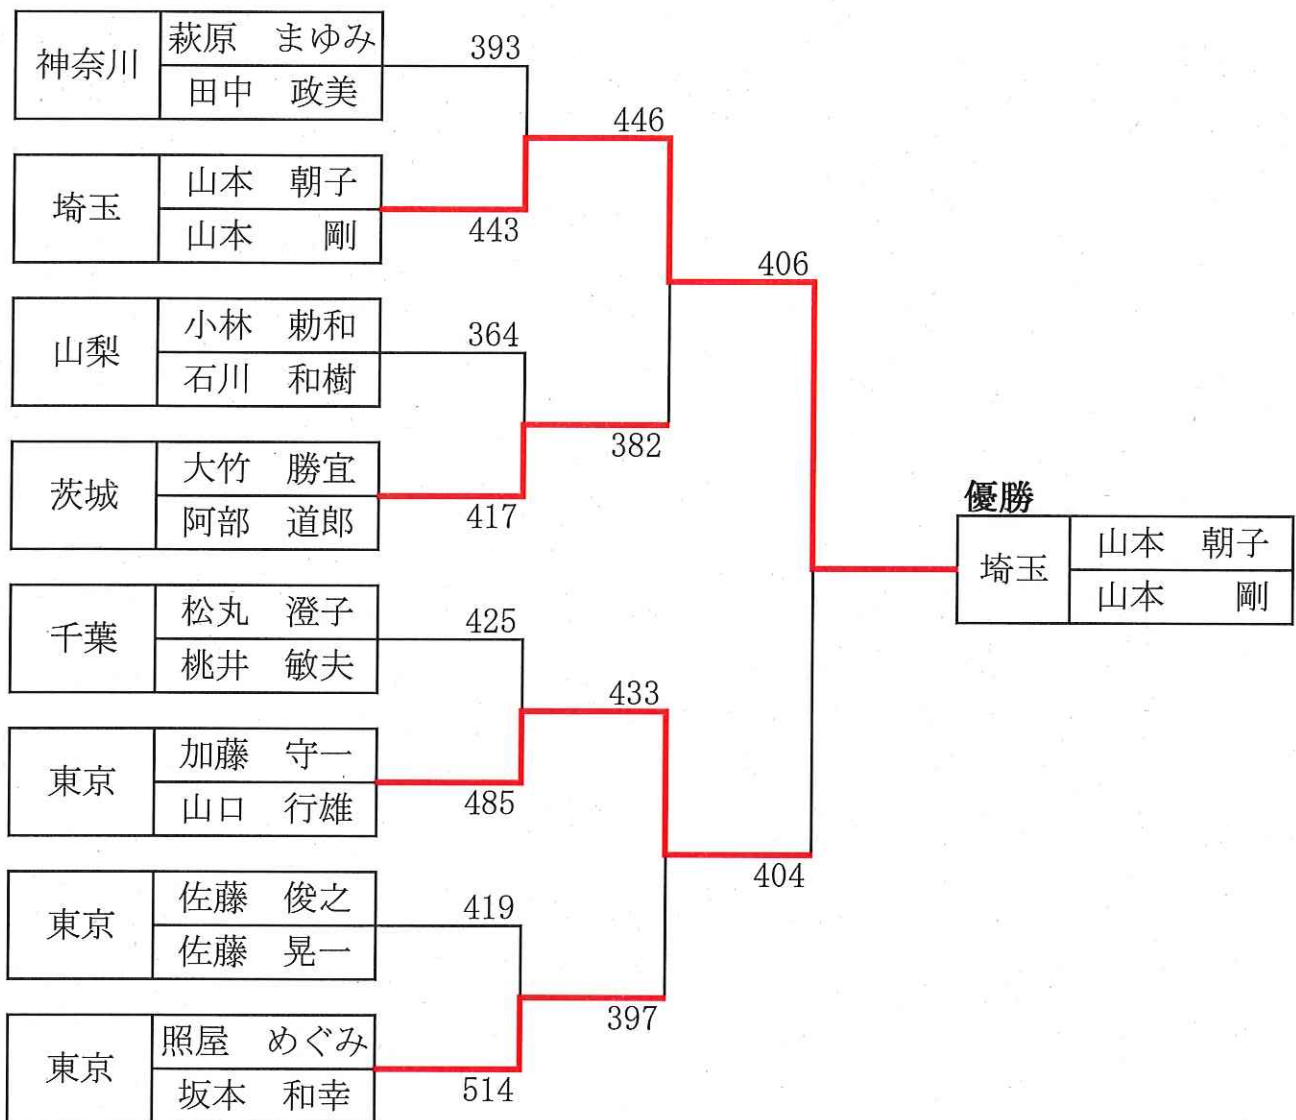 神奈川
萩原 まゆみ
田中 政美
393
446
埼玉
山本 朝子
山本 剛
443
406
山梨
小林 勅和
石川 和樹
364
382
茨城
大竹 勝宜
阿部 道郎
417
優勝
埼玉
山本 朝子
山本 剛
千葉
松丸 澄子
桃井 敏夫
425
433
東京
加藤 守一
山口 行雄
485
404
東京
佐藤 俊之
佐藤 晃一
419
397
東京
照屋 めぐみ
坂本 和幸
514